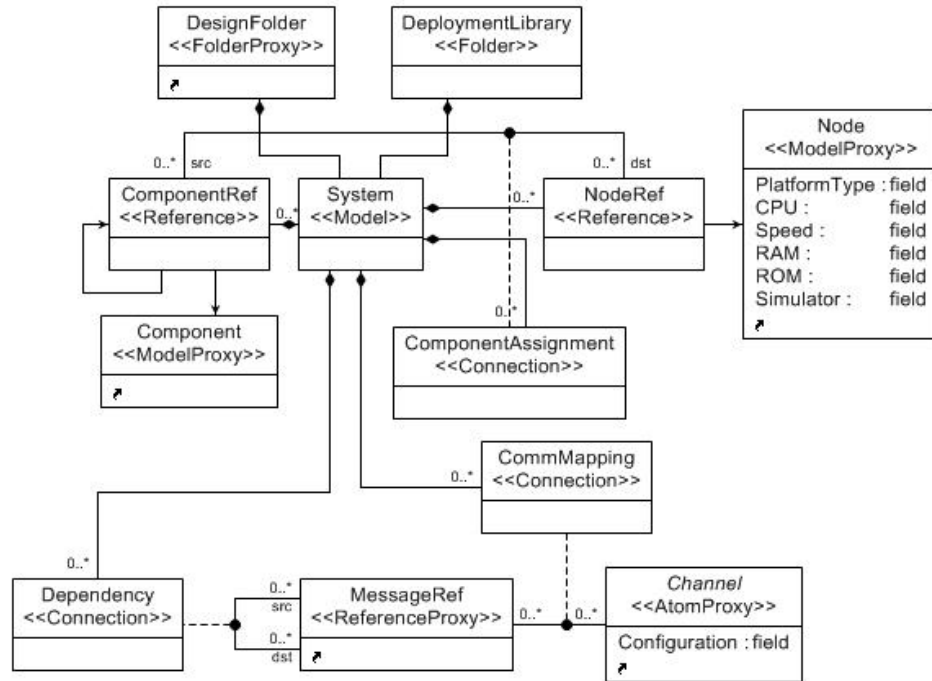 DesignFolder
<<FolderProxy>>
DeploymentLibrary
<<Folder>>
0..*
src
0..*
dst
Node
<<ModelProxy>>
PlatformType : field
CPU : field
Speed : field
RAM : field
ROM : field
Simulator : field
ComponentRef
<<Reference>>
0..*
System
<<Model>>
0..*
NodeRef
<<Reference>>
Component
<<ModelProxy>>
0..*
ComponentAssignment
<<Connection>>
0..*
CommMapping
<<Connection>>
0..*
Dependency
<<Connection>>
0..*
src
0..*
dst
MessageRef
<<ReferenceProxy>>
0..*
0..*
Channel
<<AtomProxy>>
Configuration : field